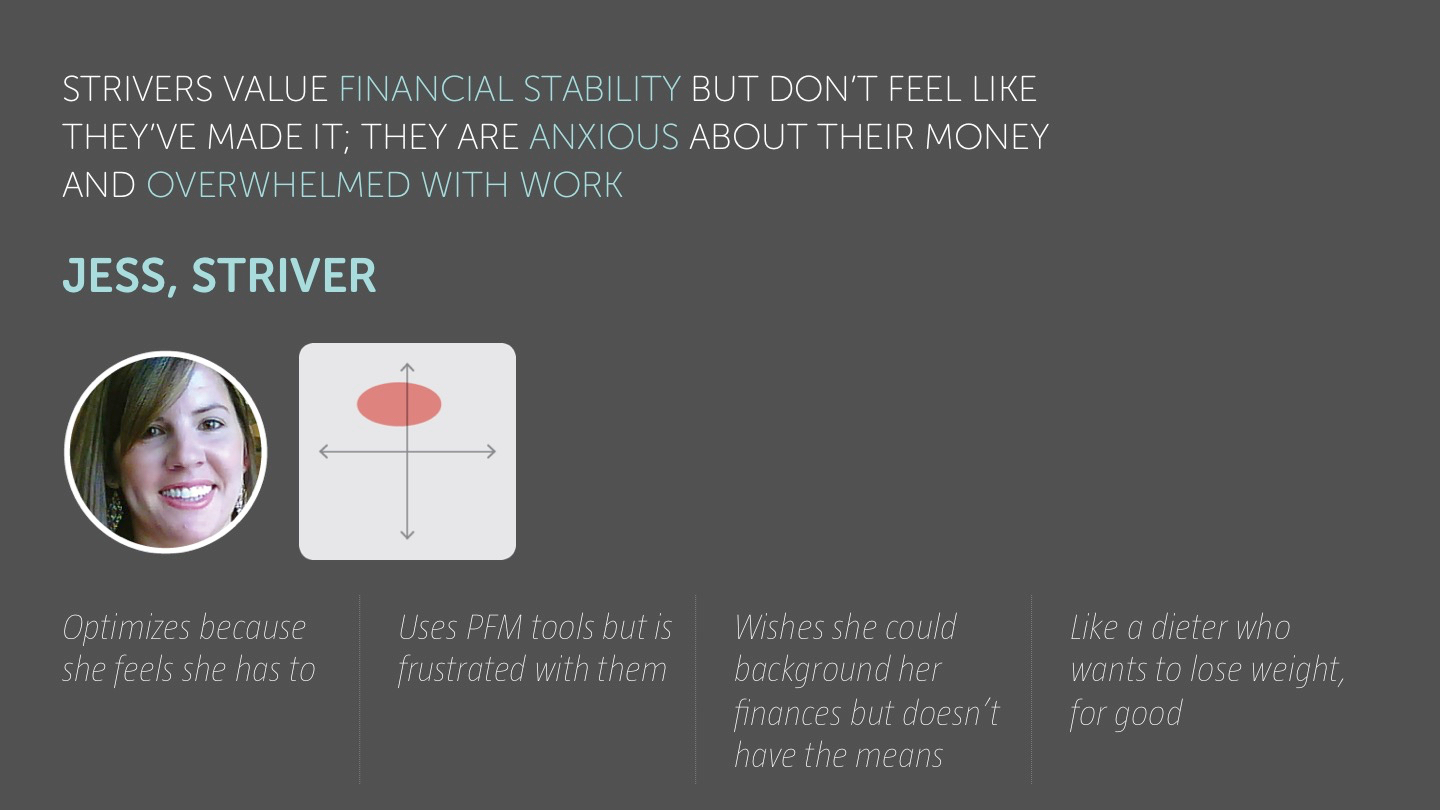 STRIVERS VALUE FINANCIAL STABILITY BUT DON’T FEEL LIKE
THEY’VE MADE IT; THEY ARE ANXIOUS ABOUT THEIR MONEY
AND OVERWHELMED WITH WORK
JESS, STRIVER
Optimizes because
she feels she has to
Uses PFM tools but is
frustrated with them
Wishes she could
background her
finances but doesn’t
have the means
Like a dieter who
wants to lose weight,
for good